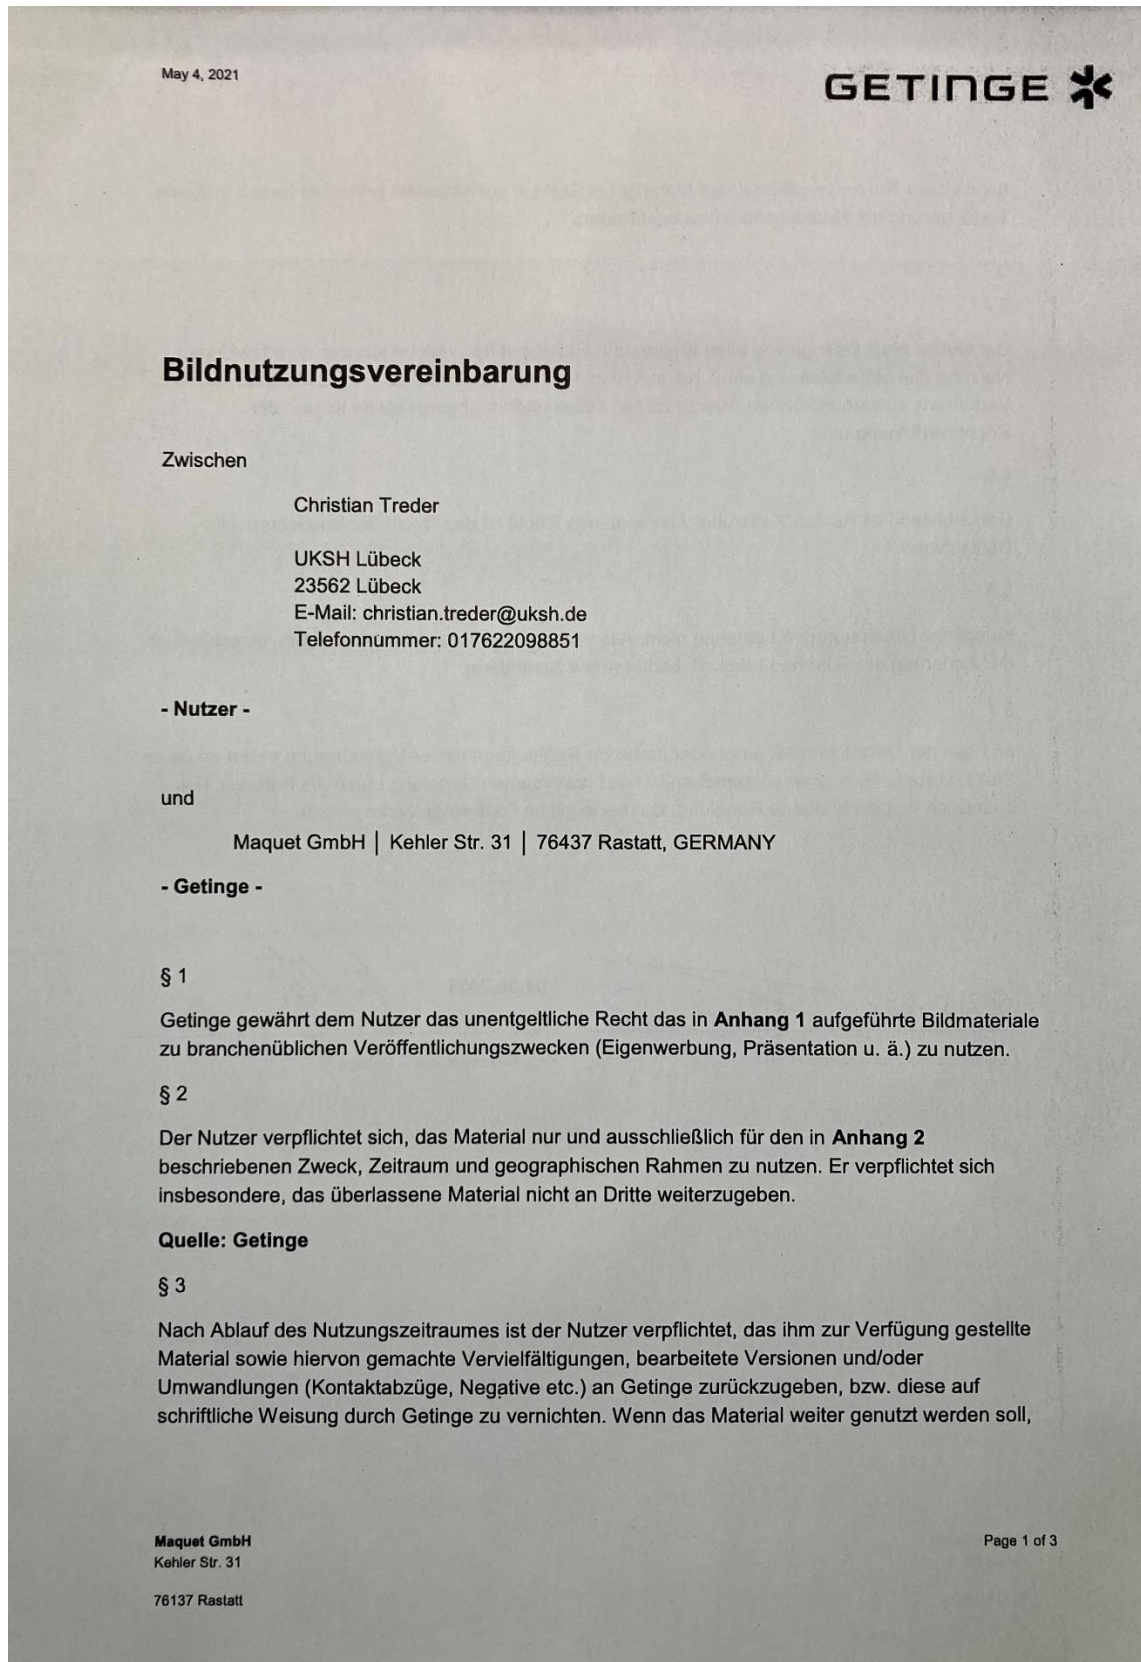 May 4, 2021
GETINGE
Bildnutzungsvereinbarung
Zwischen
Christian Treder
UKSH Lübeck
23562 Lübeck
E-Mail: christian.treder@uksh.de
Telefonnummer: 017622098851
- Nutzer -
und
Maquet GmbH | Kehler Str. 31 | 76437 Rastatt, GERMANY
- Getinge -
§ 1
Getinge gewährt dem Nutzer das unentgeltliche Recht das in Anhang 1 aufgeführte Bildmateriale
zu branchenüblichen Veröffentlichungszwecken (Eigenwerbung, Präsentation u. ä.) zu nutzen.
§ 2
Der Nutzer verpflichtet sich, das Material nur und ausschließlich für den in Anhang 2
beschriebenen Zweck, Zeitraum und geographischen Rahmen zu nutzen. Er verpflichtet sich
insbesondere, das überlassene Material nicht an Dritte weiterzugeben.
Quelle: Getinge
§ 3
Nach Ablauf des Nutzungszeitraumes ist der Nutzer verpflichtet, das ihm zur Verfügung gestellte
Material sowie hiervon gemachte Vervielfältigungen, bearbeitete Versionen und/oder
Umwandlungen (Kontaktabzüge, Negative etc.) an Getinge zurückzugeben, bzw. diese auf
schriftliche Weisung durch Getinge zu vernichten. Wenn das Material weiter genutzt werden soll,
Maquet GmbH
Kehler Str. 31
76137 Rastatt
Page 1 of 3